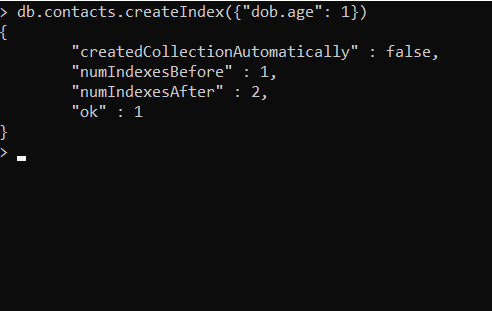 > db.contacts.createIndex({"dob.age": 1})
{
        "createdCollectionAutomatically" : false,
        "numIndexesBefore" : 1,
        "numIndexesAfter" : 2,
        "ok" : 1
}
>